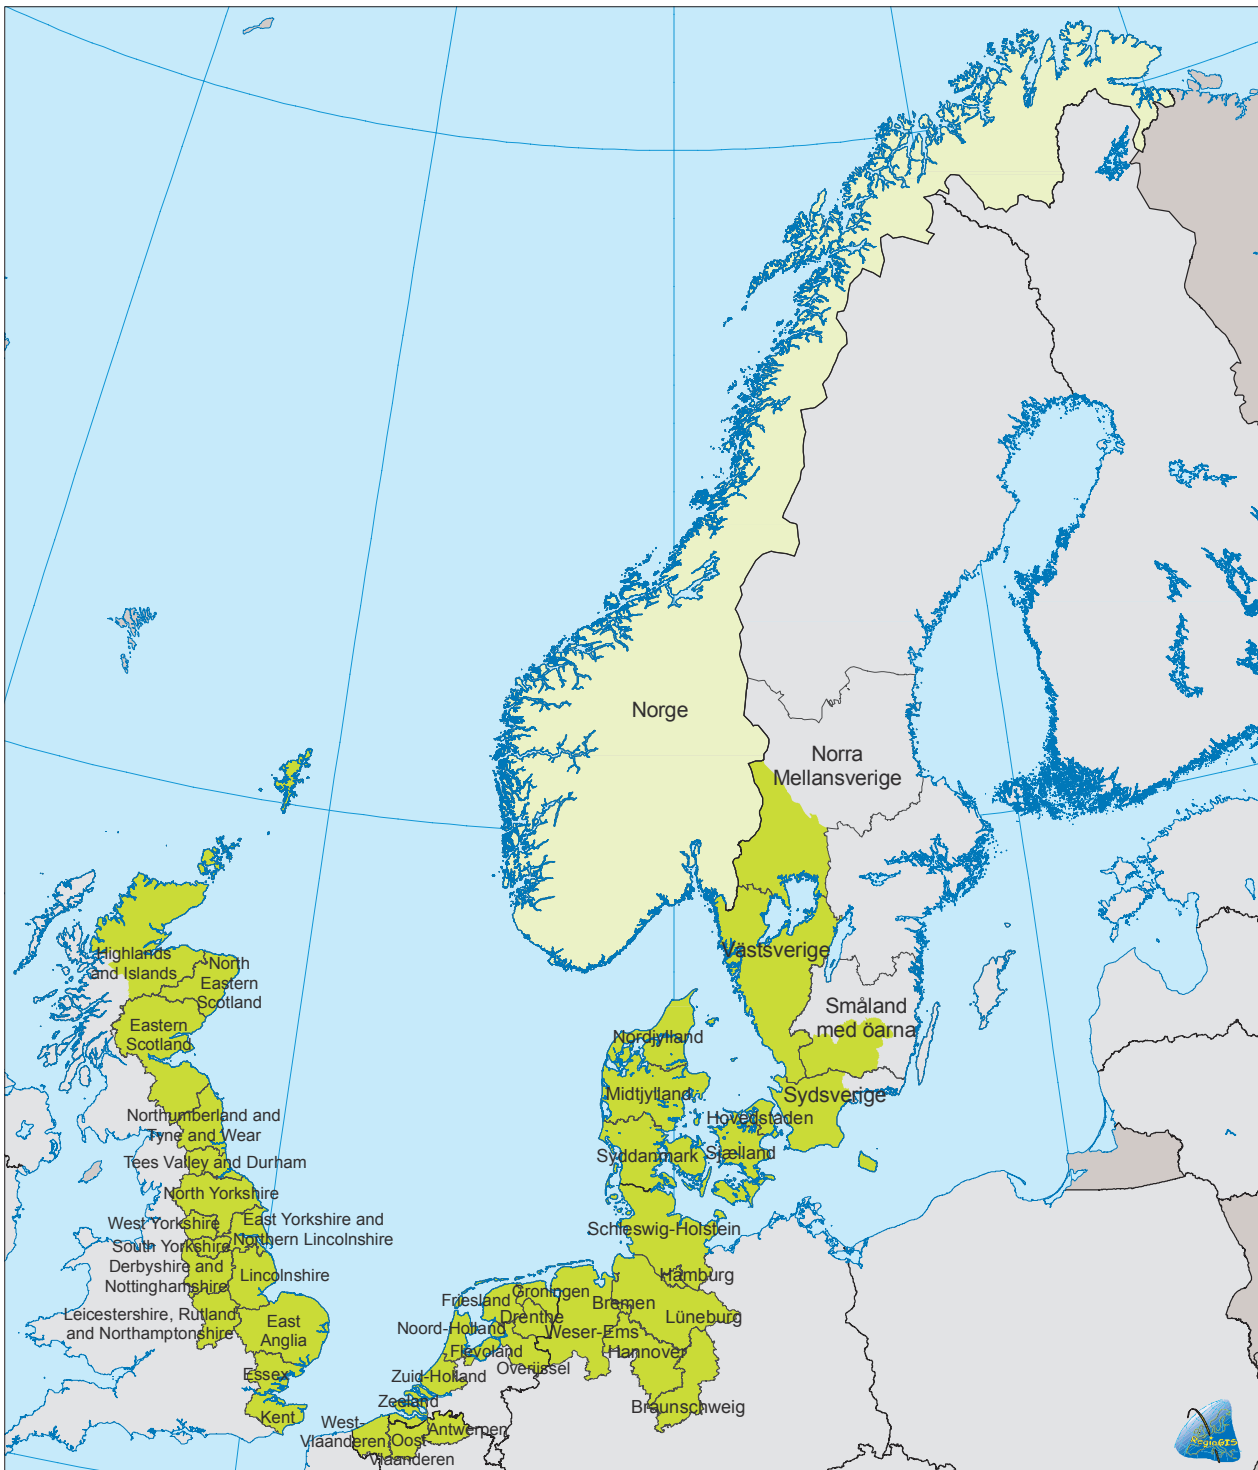 Norge
Norra
Mellansverige
Västsverige
Småland
med öarna
Sydsverige
Highlands
and Islands
North
Eastern
Scotland
Eastern
Scotland
Nordjylland
Midtjylland
Hovedstaden
Syddanmark
Sjælland
Northumberland and
Tyne and Wear
Tees Valley and Durham
North Yorkshire
West Yorkshire
East Yorkshire and
Northern Lincolnshire
South Yorkshire
Derbyshire and
Nottinghamshire
Lincolnshire
Leicestershire, Rutland
and Northamptonshire
East
Anglia
Essex
Kent
Schleswig-Holstein
Hamburg
Groningen
Friesland
Bremen
Drenthe
Lüneburg
Noord-Holland
Weser-Ems
Flevoland
Hannover
Overijssel
Zuid-Holland
Zeeland
Braunschweig
West-
Vlaanderen
Oost-
Vlaanderen
Antwerpen
RegioGIS